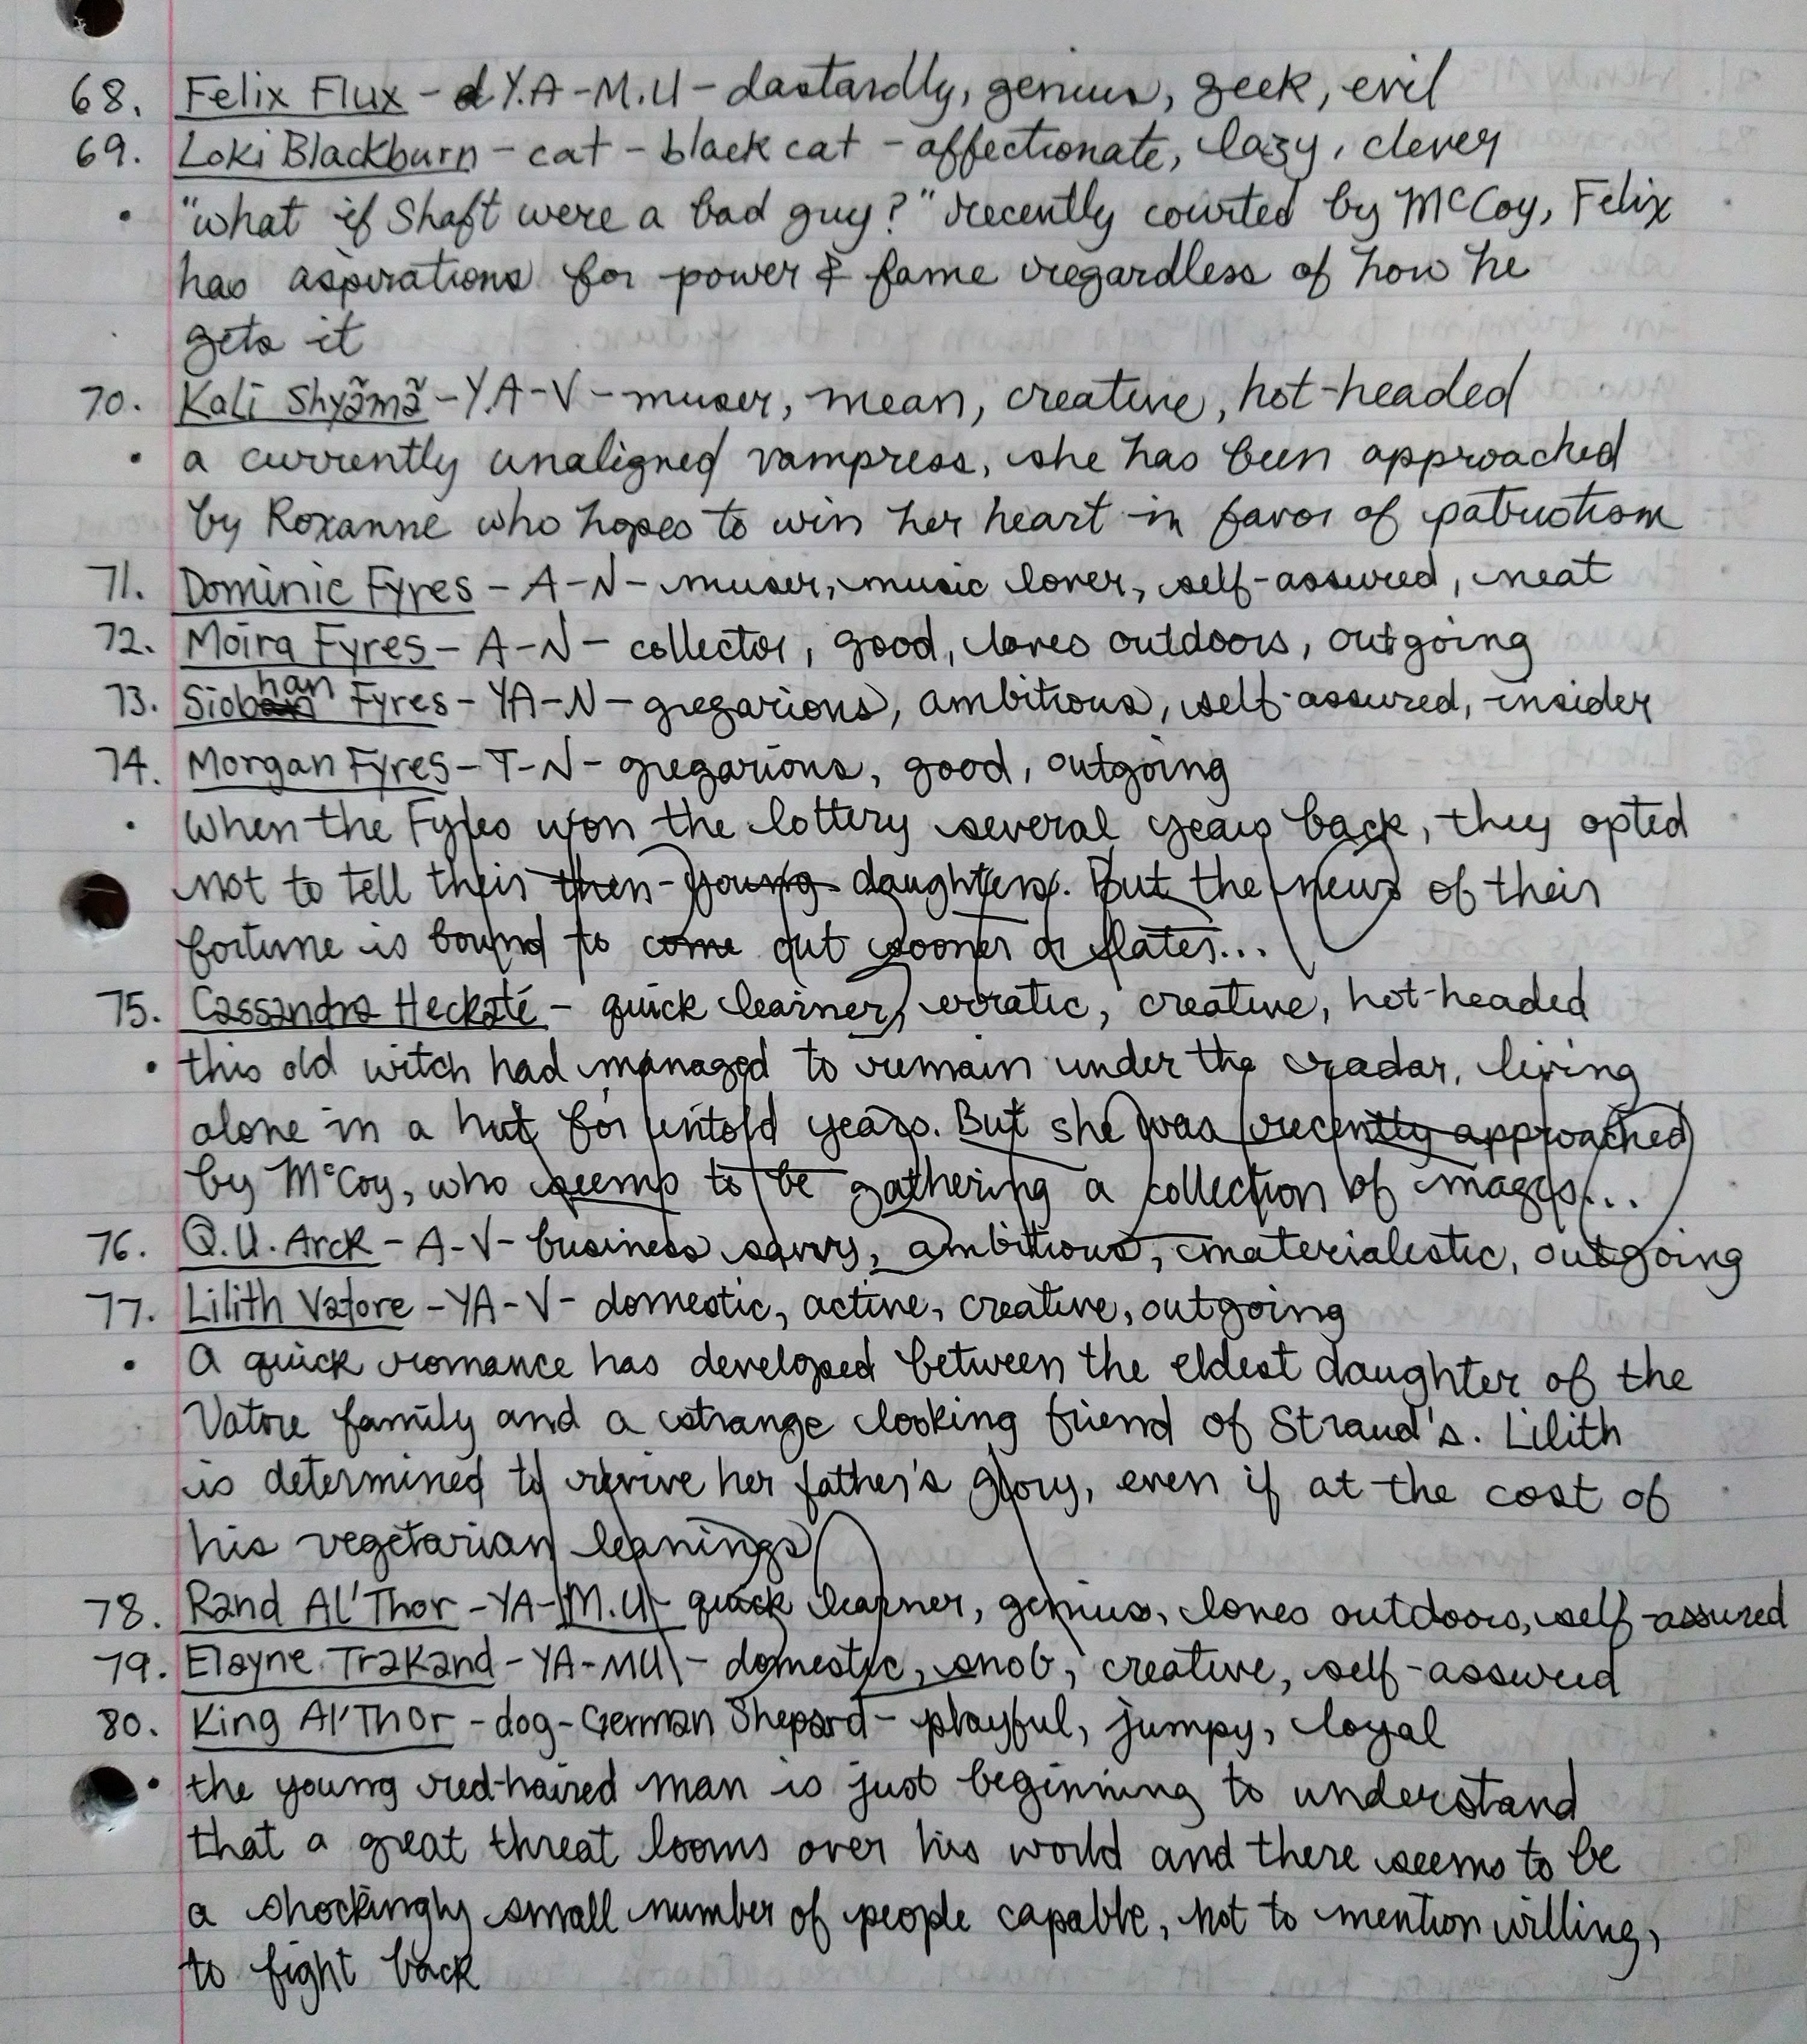 68. Felix Flux - Y.A - M.U - dastardly, genius, geek, evil
69. Loki Blackburn - cat - black cat - affectionate, lazy, clever
• "what if Shaft were a bad guy?" recently courted by McCoy, Felix
has aspirations for power & fame regardless of how he
gets it
70. Kali Shyãmã - Y.A - V - muser, mean, creative, hot-headed
• a currently unaligned vampress, she has been approached
by Roxanne who hopes to win her heart in favor of patriotism
71. Dominic Fyres - A - N - muser, music lover, self-assured, neat
72. Moira Fyres - A - N - collector, good, loves outdoors, outgoing
73. Siobhan Fyres - YA - N - gregarious, ambitious, self-assured, insider
74. Morgan Fyres - T - N - gregarious, good, outgoing
• When the Fyres won the lottery several years back, they opted
not to tell their then-young daughters. But the news of their
fortune is bound to come out sooner or later...
75. Cassandra Heckaté - quick learner, erratic, creative, hot-headed
• this old witch had managed to remain under the radar, living
alone in a hut for untold years. But she was recently approached
by McCoy, who seems to be gathering a collection of mages...
76. Q.U. Arck - A - V - business savvy, ambitious, materialistic, outgoing
77. Lilith Vatore - YA - V - domestic, active, creative, outgoing
• A quick romance has developed between the eldest daughter of the
Vatore family and a strange looking friend of Straud's. Lilith
is determined to revive her father's glory, even if at the cost of
his vegetarian leanings
78. Rand Al'Thor - YA - M.U - quick learner, genius, loves outdoors, self-assured
79. Elayne Trakand - YA - MU - domestic, snob, creative, self-assured
80. King Al'Thor - dog - German Shepard - playful, jumpy, loyal
• the young red-haired man is just beginning to understand
that a great threat looms over his world and there seems to be
a shockingly small number of people capable, not to mention willing,
to fight back